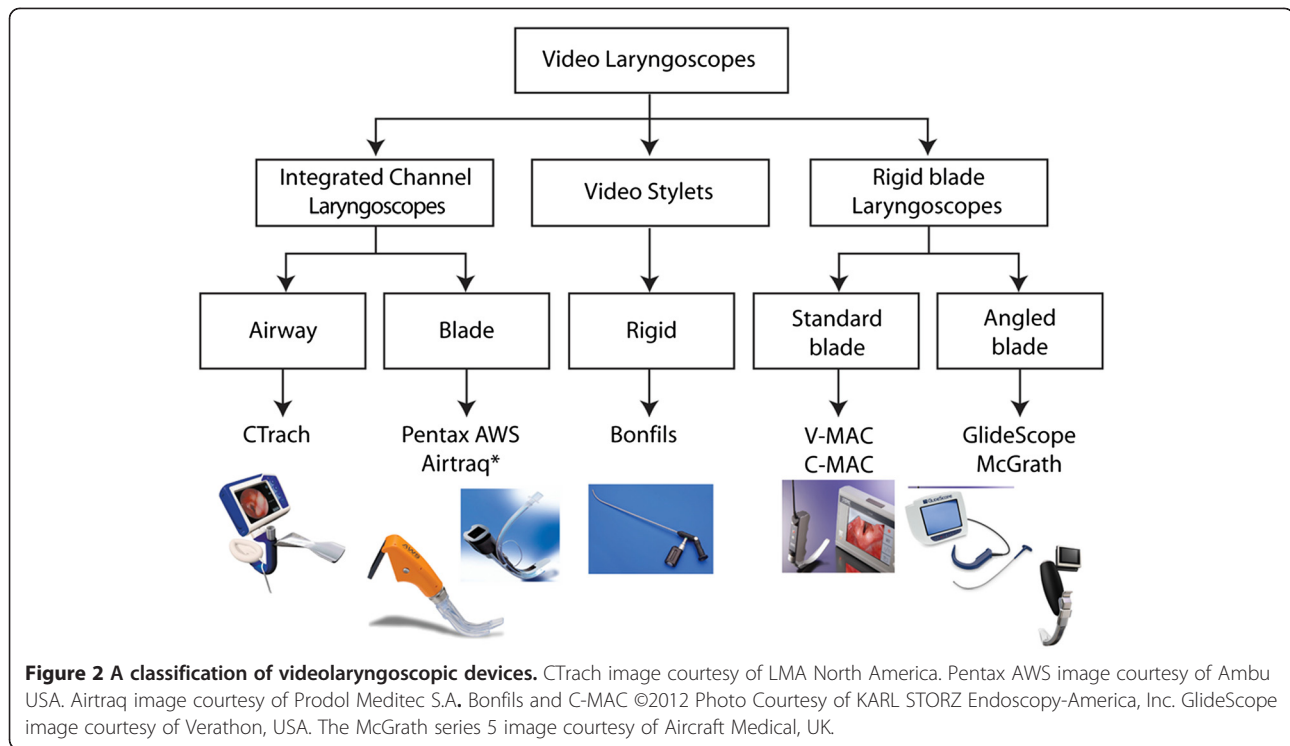 Video Laryngoscopes
Integrated Channel
Laryngoscopes
Video Stylets
Rigid blade
Laryngoscopes
Airway
Blade
Rigid
Standard
blade
Angled
blade
CTrach
Pentax AWS
Airtraq*
Bonfils
V-MAC
C-MAC
GlideScope
McGrath
GLIDESCOPE
Figure 2 A classification of videolaryngoscopic devices. CTrach image courtesy of LMA North America. Pentax AWS image courtesy of Ambu
USA. Airtraq image courtesy of Prodol Meditec S.A. Bonfils and C-MAC ©2012 Photo Courtesy of KARL STORZ Endoscopy-America, Inc. GlideScope
image courtesy of Verathon, USA. The McGrath series 5 image courtesy of Aircraft Medical, UK.